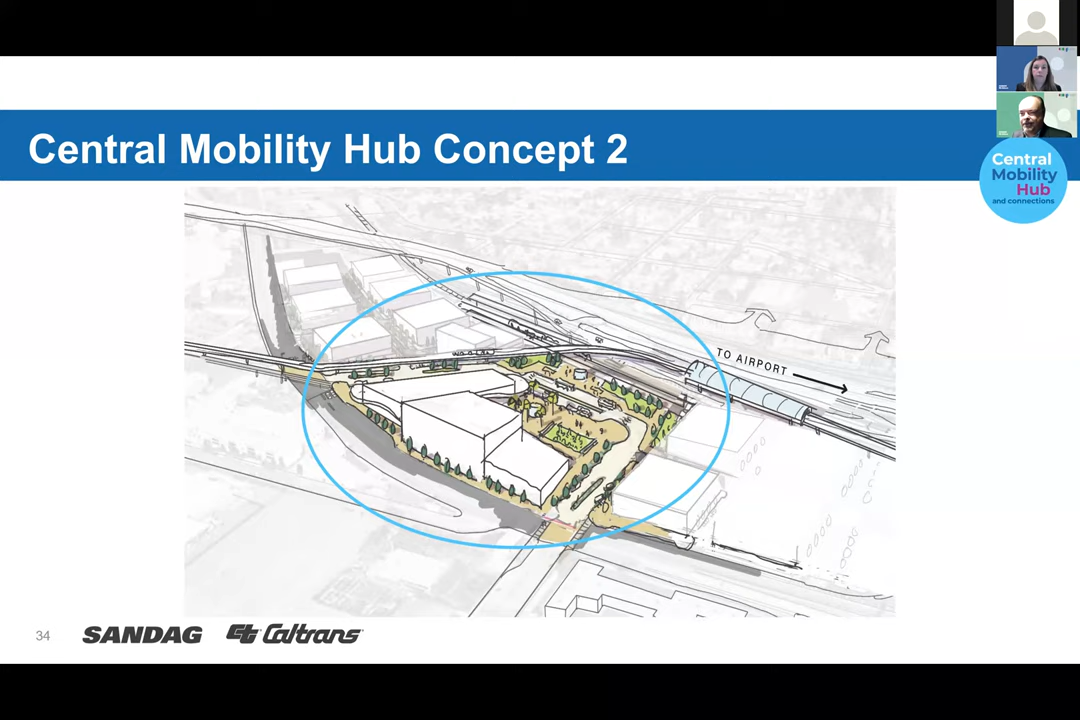 Central Mobility Hub Concept 2
Central
Mobility
Hub
and connections
TO AIRPORT
34
SANDAG
Caltrans